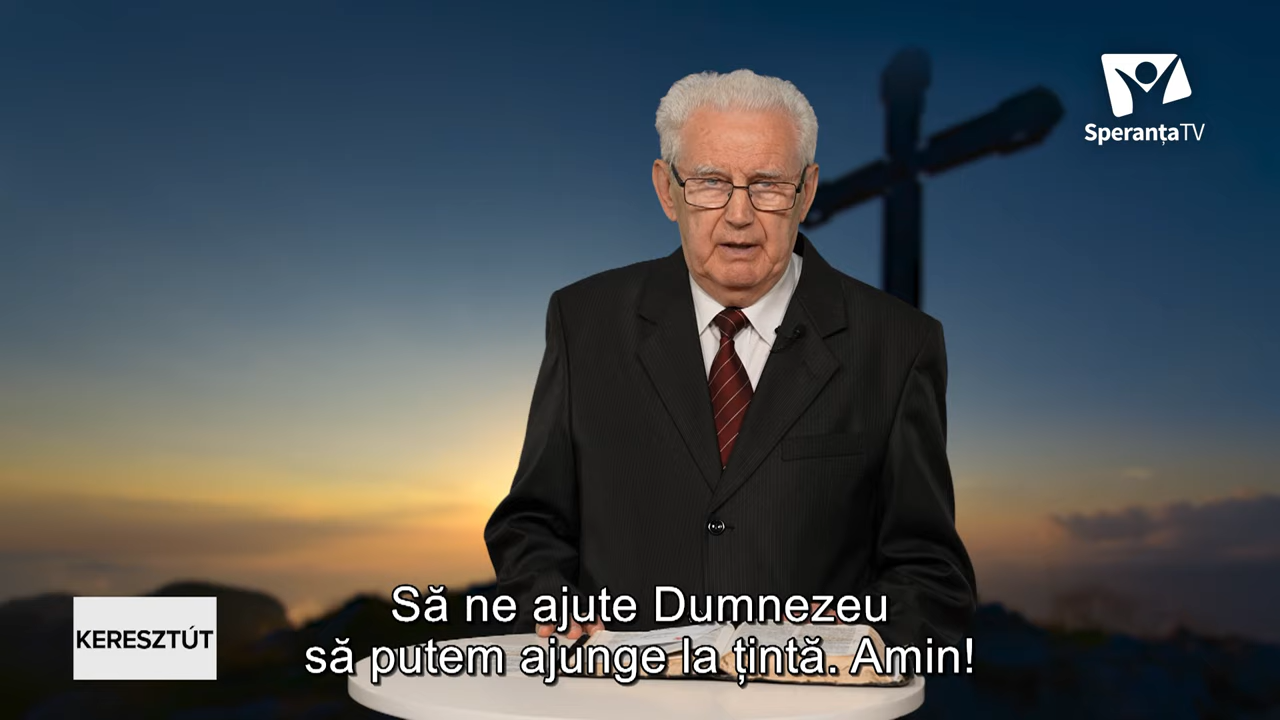 SperanțaTV
KERESZTÚT
Să ne ajute Dumnezeu
să putem ajunge la țintă. Amin!